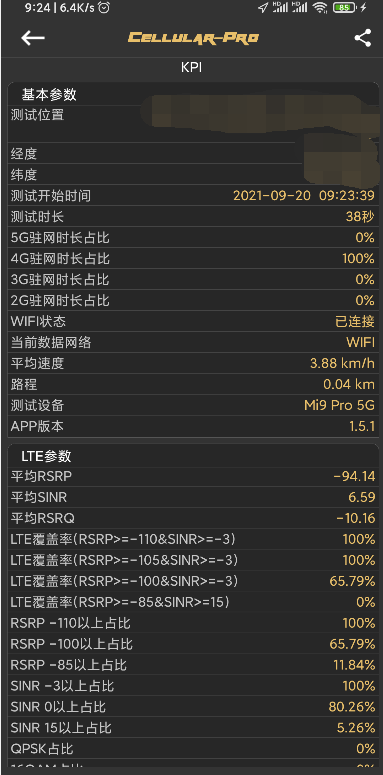 9:24 | 6.4K/s HD HD 85
CELLULAR-PRO
KPI
基本参数
测试位置
经度
纬度
测试开始时间 2021-09-20 09:23:39
测试时长 38秒
5G驻网时长占比 0%
4G驻网时长占比 100%
3G驻网时长占比 0%
2G驻网时长占比 0%
WIFI状态 已连接
当前数据网络 WIFI
平均速度 3.88 km/h
路程 0.04 km
测试设备 Mi9 Pro 5G
APP版本 1.5.1
LTE参数
平均RSRP -94.14
平均SINR 6.59
平均RSRQ -10.16
LTE覆盖率(RSRP>=-110&SINR>=-3) 100%
LTE覆盖率(RSRP>=-105&SINR>=-3) 100%
LTE覆盖率(RSRP>=-100&SINR>=-3) 65.79%
LTE覆盖率(RSRP>=-85&SINR>=15) 0%
RSRP -110以上占比 100%
RSRP -100以上占比 65.79%
RSRP -85以上占比 11.84%
SINR -3以上占比 100%
SINR 0以上占比 80.26%
SINR 15以上占比 5.26%
QPSK占比 0%
16QAM占比 0%